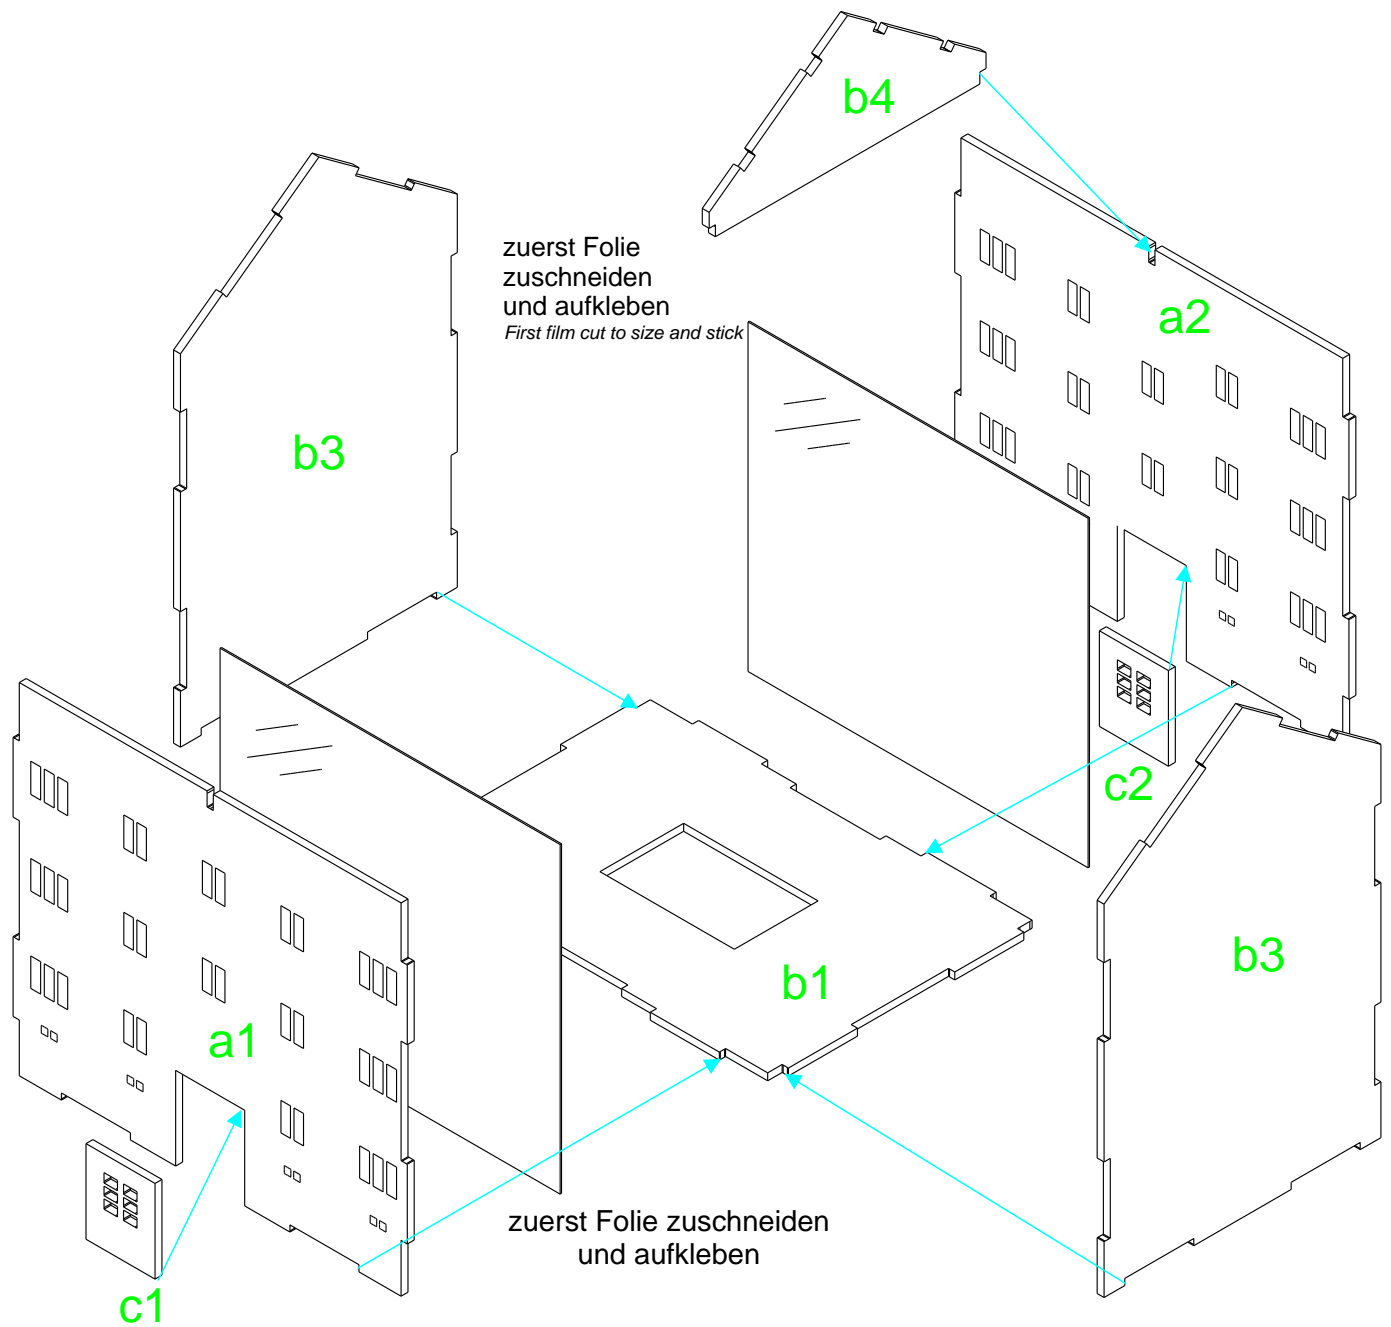 b4
zuerst Folie
zuschneiden
und aufkleben
First film cut to size and stick
a2
b3
c2
b3
b1
a1
zuerst Folie zuschneiden
und aufkleben
c1